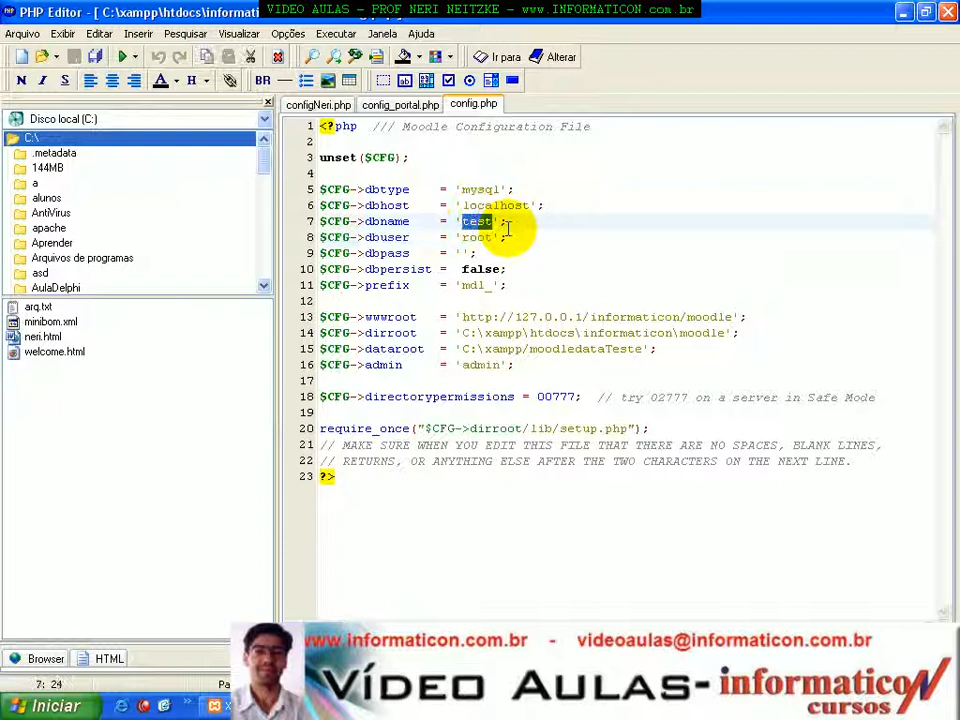 PHP Editor - [ C:\xampp\htdocs\informati
VIDEO AULAS - PROF NERI NEITZKE - www.INFORMATICON.com.br
Arquivo Exibir Editar Inserir Pesquisar Visualizar Opções Executar Janela Ajuda
Ir para Alterar
N I S A H BR
Disco local (C:)
C:\
.metadata
144MB
a
alunos
AntiVirus
apache
Aprender
Arquivos de programas
asd
AulaDelphi
arq.txt
minibom.xml
neri.html
welcome.html
Browser HTML
configNeri.php config_portal.php config.php
1 <?php /// Moodle Configuration File
2
3 unset($CFG);
4
5 $CFG->dbtype = 'mysql';
6 $CFG->dbhost = 'localhost';
7 $CFG->dbname = 'test';
8 $CFG->dbuser = 'root';
9 $CFG->dbpass = '';
10 $CFG->dbpersist = false;
11 $CFG->prefix = 'mdl_';
12
13 $CFG->wwwroot = 'http://127.0.0.1/informaticon/moodle';
14 $CFG->dirroot = 'C:\xampp\htdocs\informaticon\moodle';
15 $CFG->dataroot = 'C:\xampp/moodledataTeste';
16 $CFG->admin = 'admin';
17
18 $CFG->directorypermissions = 00777; // try 02777 on a server in Safe Mode
19
20 require_once("$CFG->dirroot/lib/setup.php");
21 // MAKE SURE WHEN YOU EDIT THIS FILE THAT THERE ARE NO SPACES, BLANK LINES,
22 // RETURNS, OR ANYTHING ELSE AFTER THE TWO CHARACTERS ON THE NEXT LINE.
23 ?>
7: 24
Iniciar
www.informaticon.com.br - videoaulas@informaticon.com.br
VÍDEO AULAS- informaticon
cursos